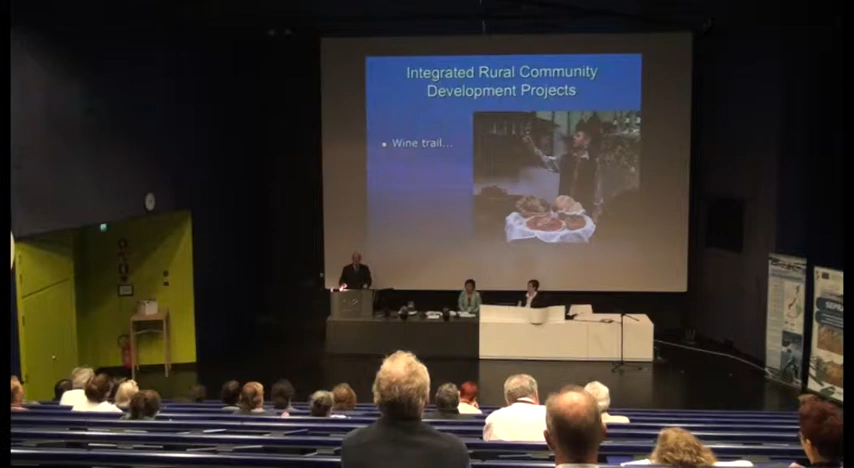 Integrated Rural Community
Development Projects
Wine trail...